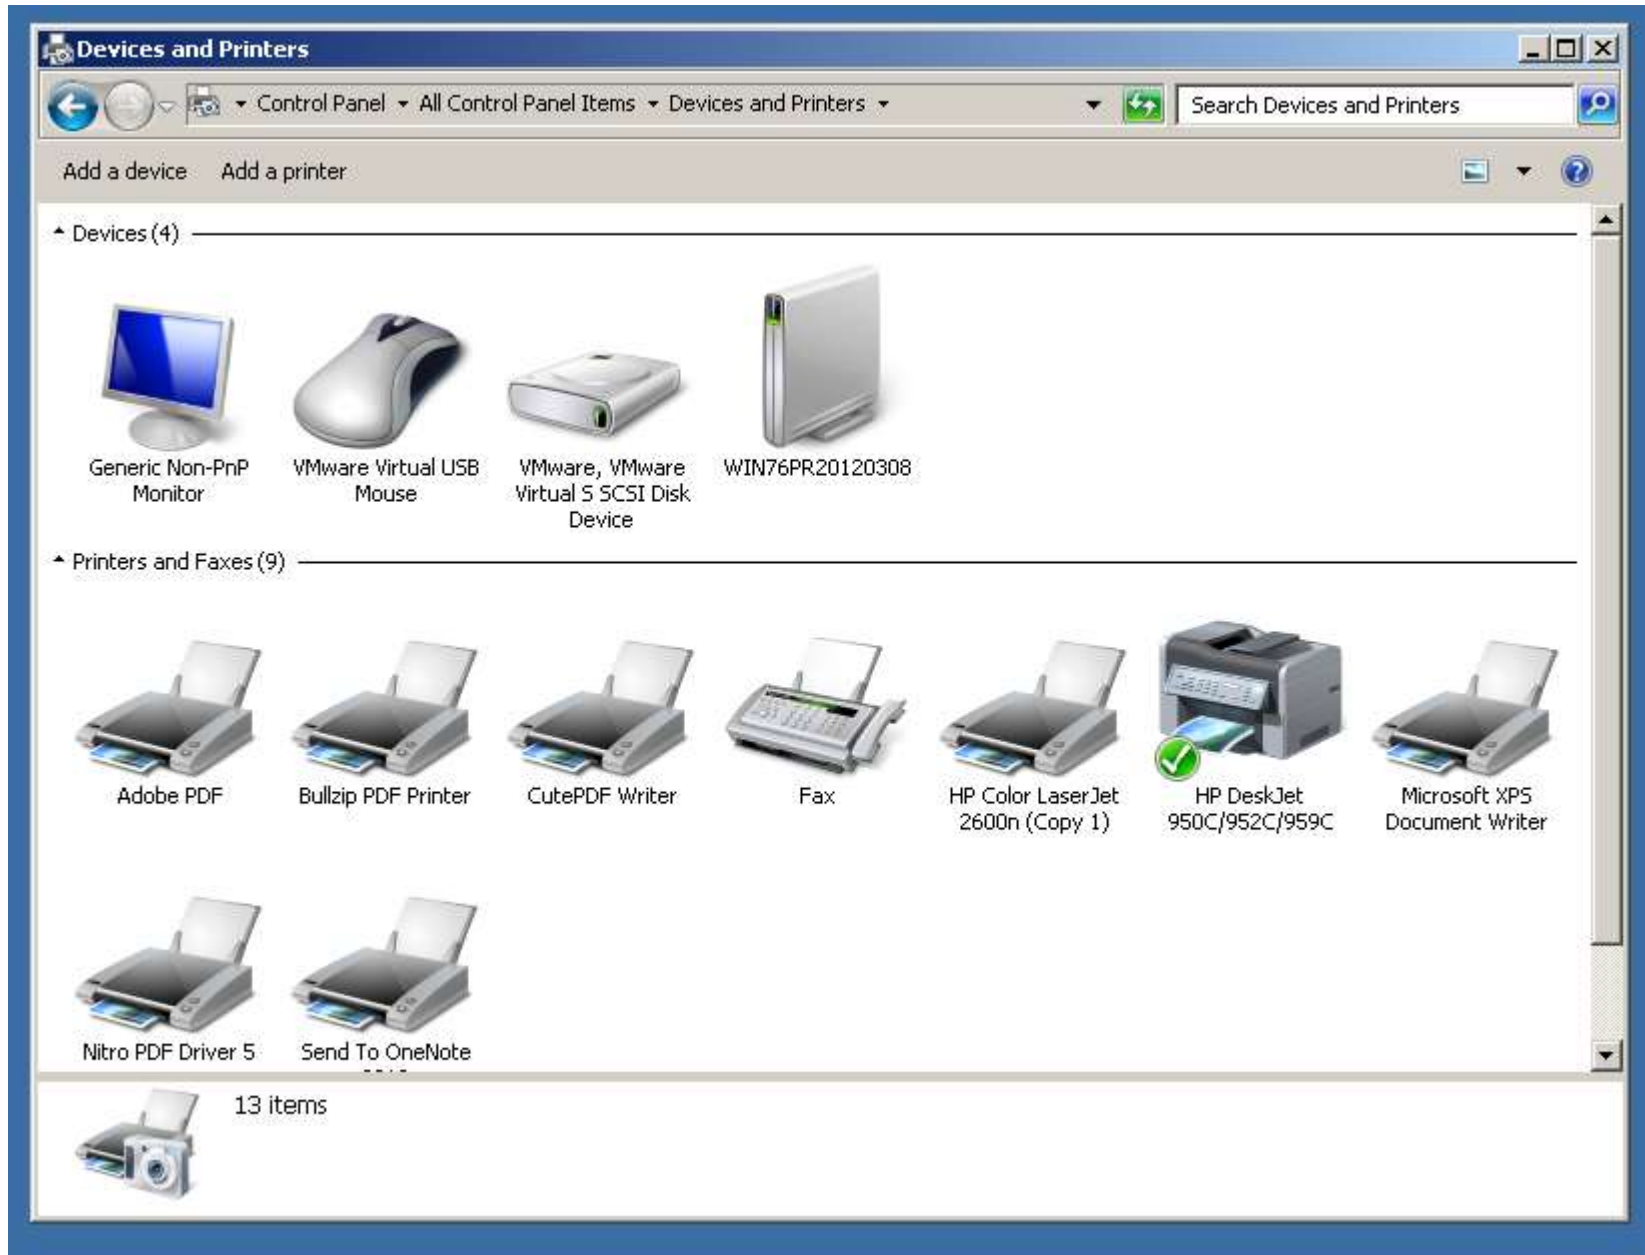 Devices and Printers
Control Panel All Control Panel Items Devices and Printers
Search Devices and Printers
Add a device Add a printer
Devices (4)
Generic Non-PnP
Monitor
VMware Virtual USB
Mouse
VMware, VMware
Virtual S SCSI Disk
Device
WIN76PR20120308
Printers and Faxes (9)
Adobe PDF
Bullzip PDF Printer
CutePDF Writer
Fax
HP Color LaserJet
2600n (Copy 1)
HP DeskJet
950C/952C/959C
Microsoft XPS
Document Writer
Nitro PDF Driver 5
Send To OneNote
13 items